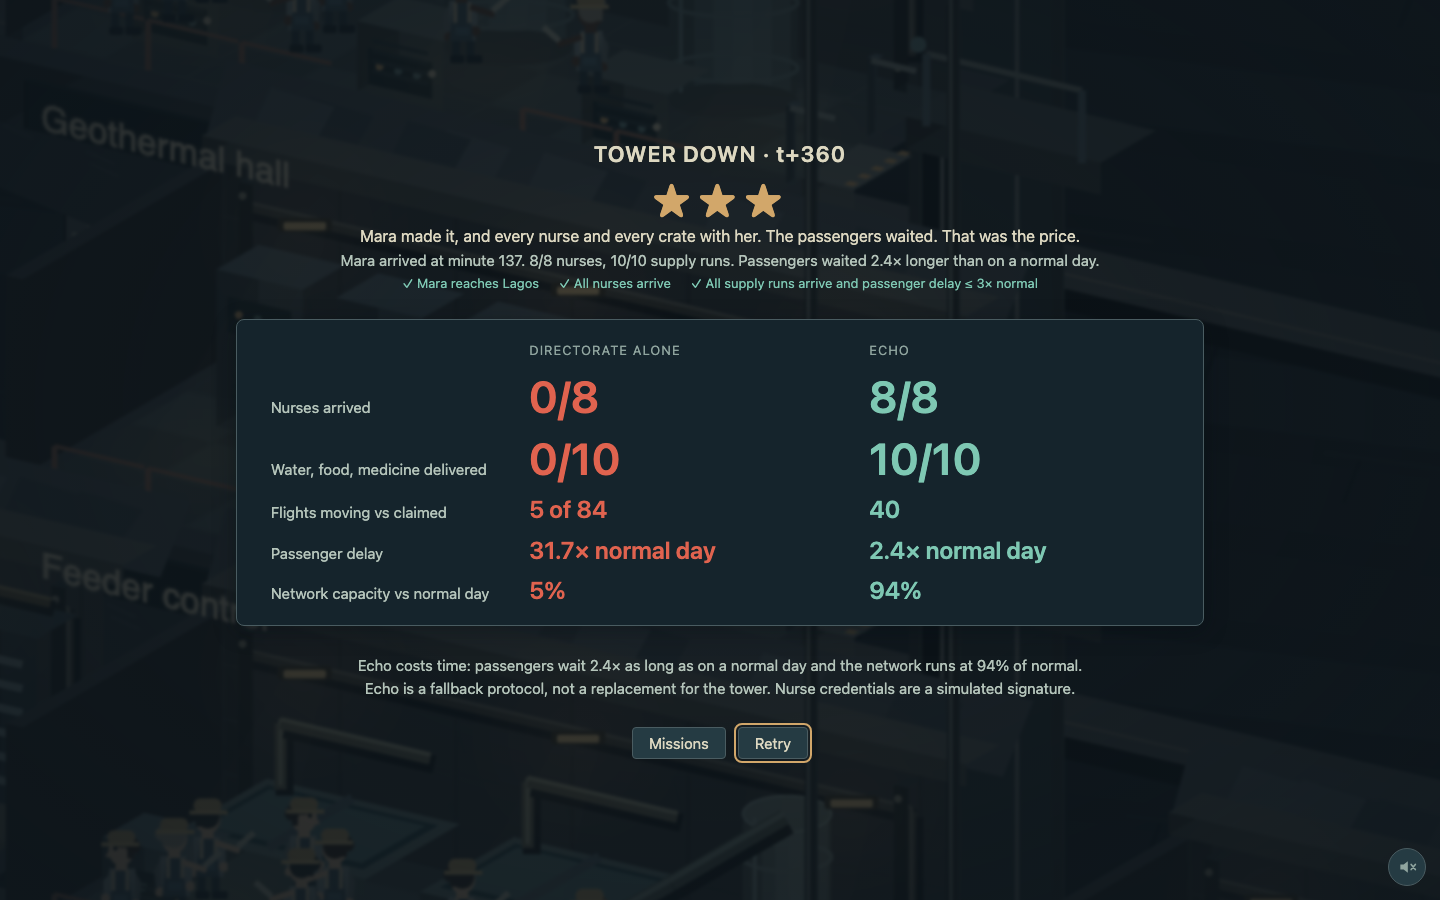 Geothermal hall
TOWER DOWN · t+360
Mara made it, and every nurse and every crate with her. The passengers waited. That was the price.
Mara arrived at minute 137. 8/8 nurses, 10/10 supply runs. Passengers waited 2.4× longer than on a normal day.
✓ Mara reaches Lagos ✓ All nurses arrive ✓ All supply runs arrive and passenger delay ≤ 3× normal
DIRECTORATE ALONE ECHO
Nurses arrived 0/8 8/8
Water, food, medicine delivered 0/10 10/10
Flights moving vs claimed 5 of 84 40
Passenger delay 31.7× normal day 2.4× normal day
Network capacity vs normal day 5% 94%
Feeder
Echo costs time: passengers wait 2.4× as long as on a normal day and the network runs at 94% of normal.
Echo is a fallback protocol, not a replacement for the tower. Nurse credentials are a simulated signature.
Missions Retry